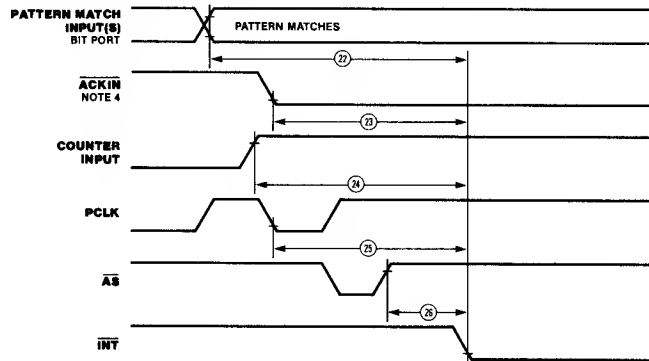 PATTERN MATCH
INPUT(S)
BIT PORT
PATTERN MATCHES
22
ACKIN
NOTE 4
23
COUNTER
INPUT
24
PCLK
25
AS
26
INT